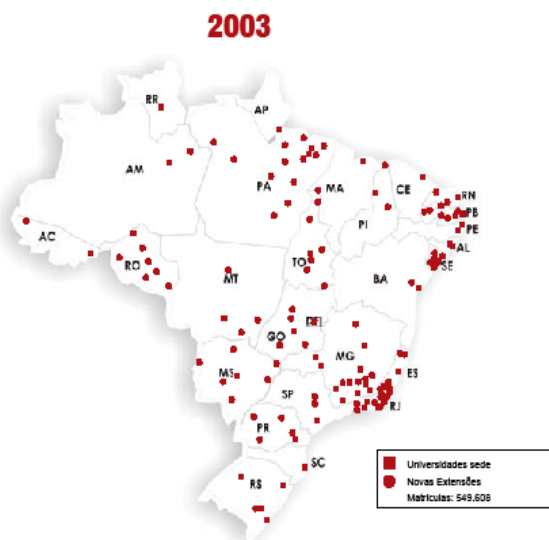 2003
RR
AP
AM
PA
MA
CE
RN
PB
PE
AL
SE
PI
AC
RO
TO
BA
MT
GO
MG
ES
MS
SP
RJ
PR
SC
RS
Universidades sede
Novas Extensões
Matrículas: 549.608